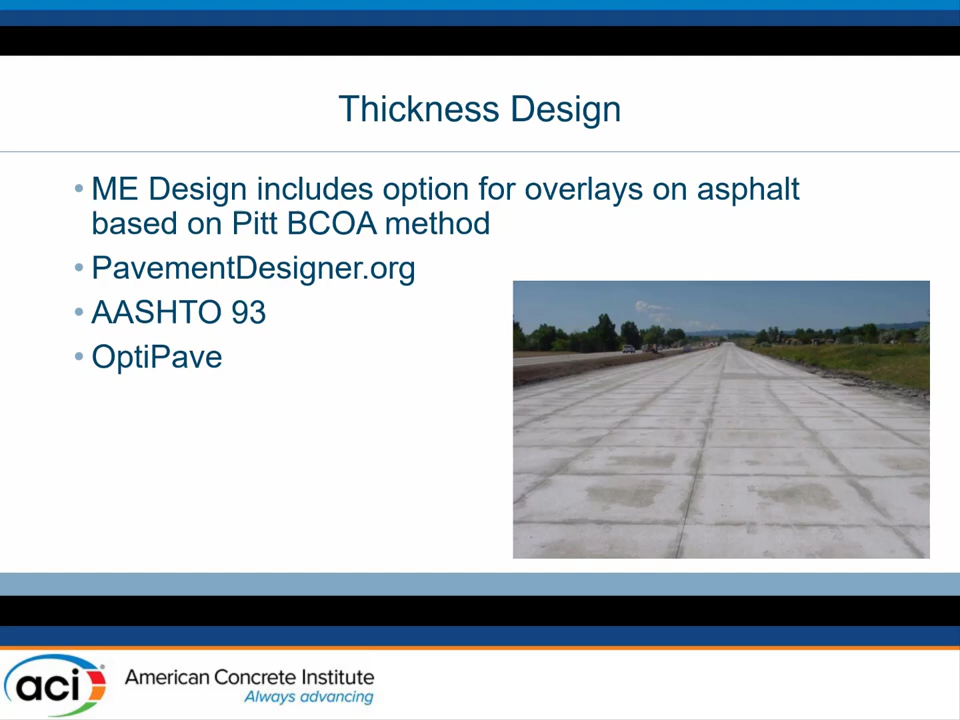 Thickness Design
• ME Design includes option for overlays on asphalt
based on Pitt BCOA method
• PavementDesigner.org
• AASHTO 93
• OptiPave
aci
American Concrete Institute
Always advancing